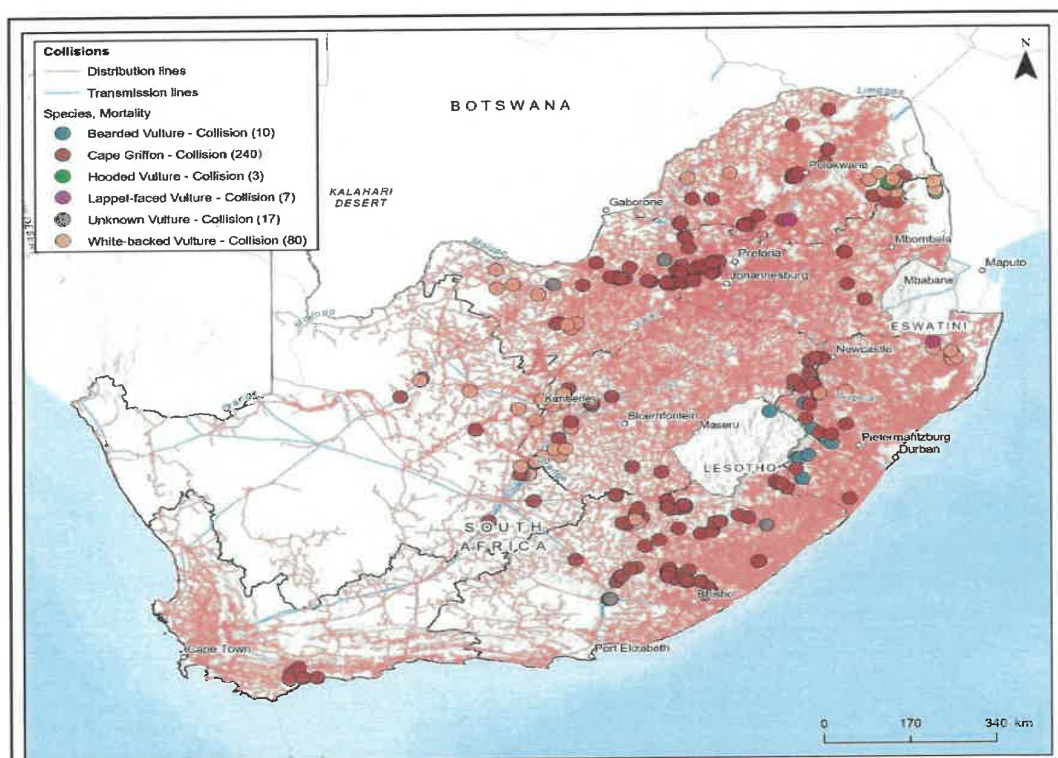 Collisions
Distribution lines
Transmission lines
Species, Mortality
Bearded Vulture - Collision (10)
Cape Griffon - Collision (240)
Hooded Vulture - Collision (3)
Lappet-faced Vulture - Collision (7)
Unknown Vulture - Collision (17)
White-backed Vulture - Collision (80)
N
BOTSWANA
Limpopo
KALAHARI
DESERT
Polokwane
Gaborone
Molopo
Pretoria
Johannesburg
Mbombela
Maputo
Mbabane
ESWATINI
Molopo
Vaal
Newcastle
Kimberley
Bloemfontein
Maseru
Pietermaritzburg
Durban
LESOTHO
SOUTH
AFRICA
Bhisho
Cape Town
Port Elizabeth
0 170 340 km